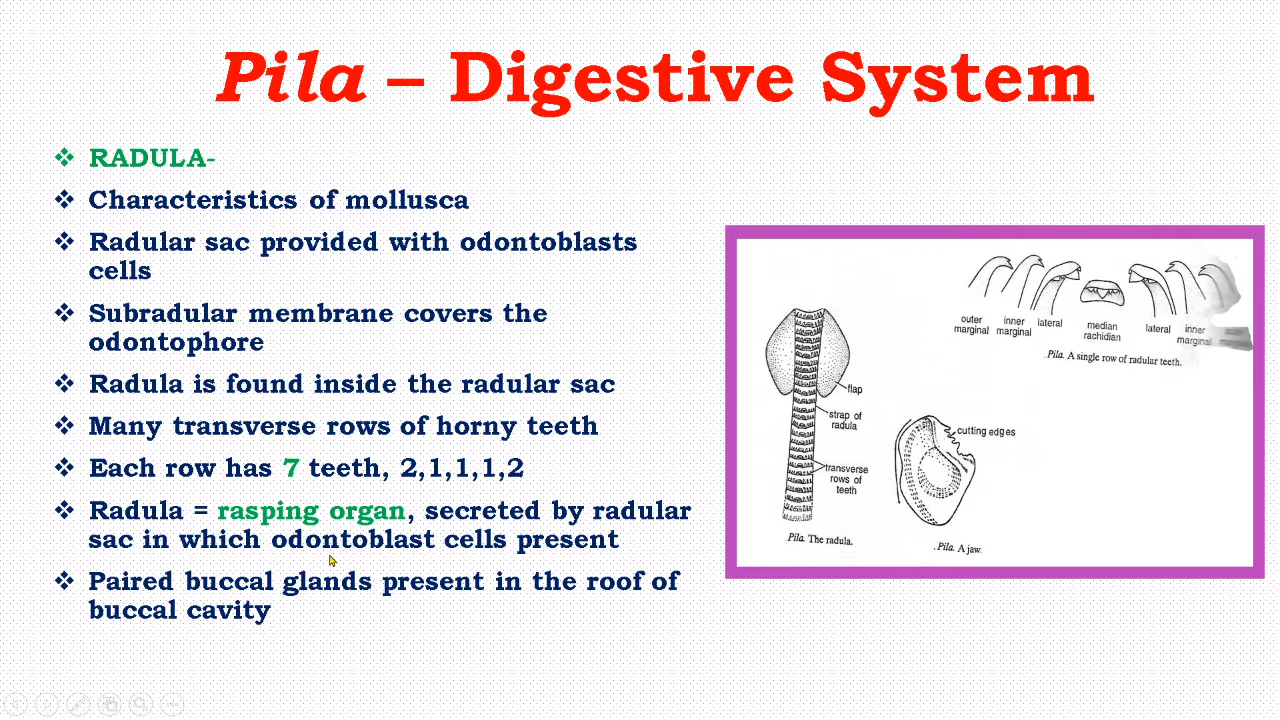 Pila – Digestive System
❖ RADULA-
❖ Characteristics of mollusca
❖ Radular sac provided with odontoblasts
cells
❖ Subradular membrane covers the
odontophore
❖ Radula is found inside the radular sac
❖ Many transverse rows of horny teeth
❖ Each row has 7 teeth, 2,1,1,1,2
❖ Radula = rasping organ, secreted by radular
sac in which odontoblast cells present
❖ Paired buccal glands present in the roof of
buccal cavity
outer
marginal
inner
marginal
lateral
median
rachidian
lateral
inner
marginal
Pila. A single row of radular teeth.
flap
strap of
radula
transverse
rows of
teeth
Pila. The radula.
cutting edges
Pila. A jaw.